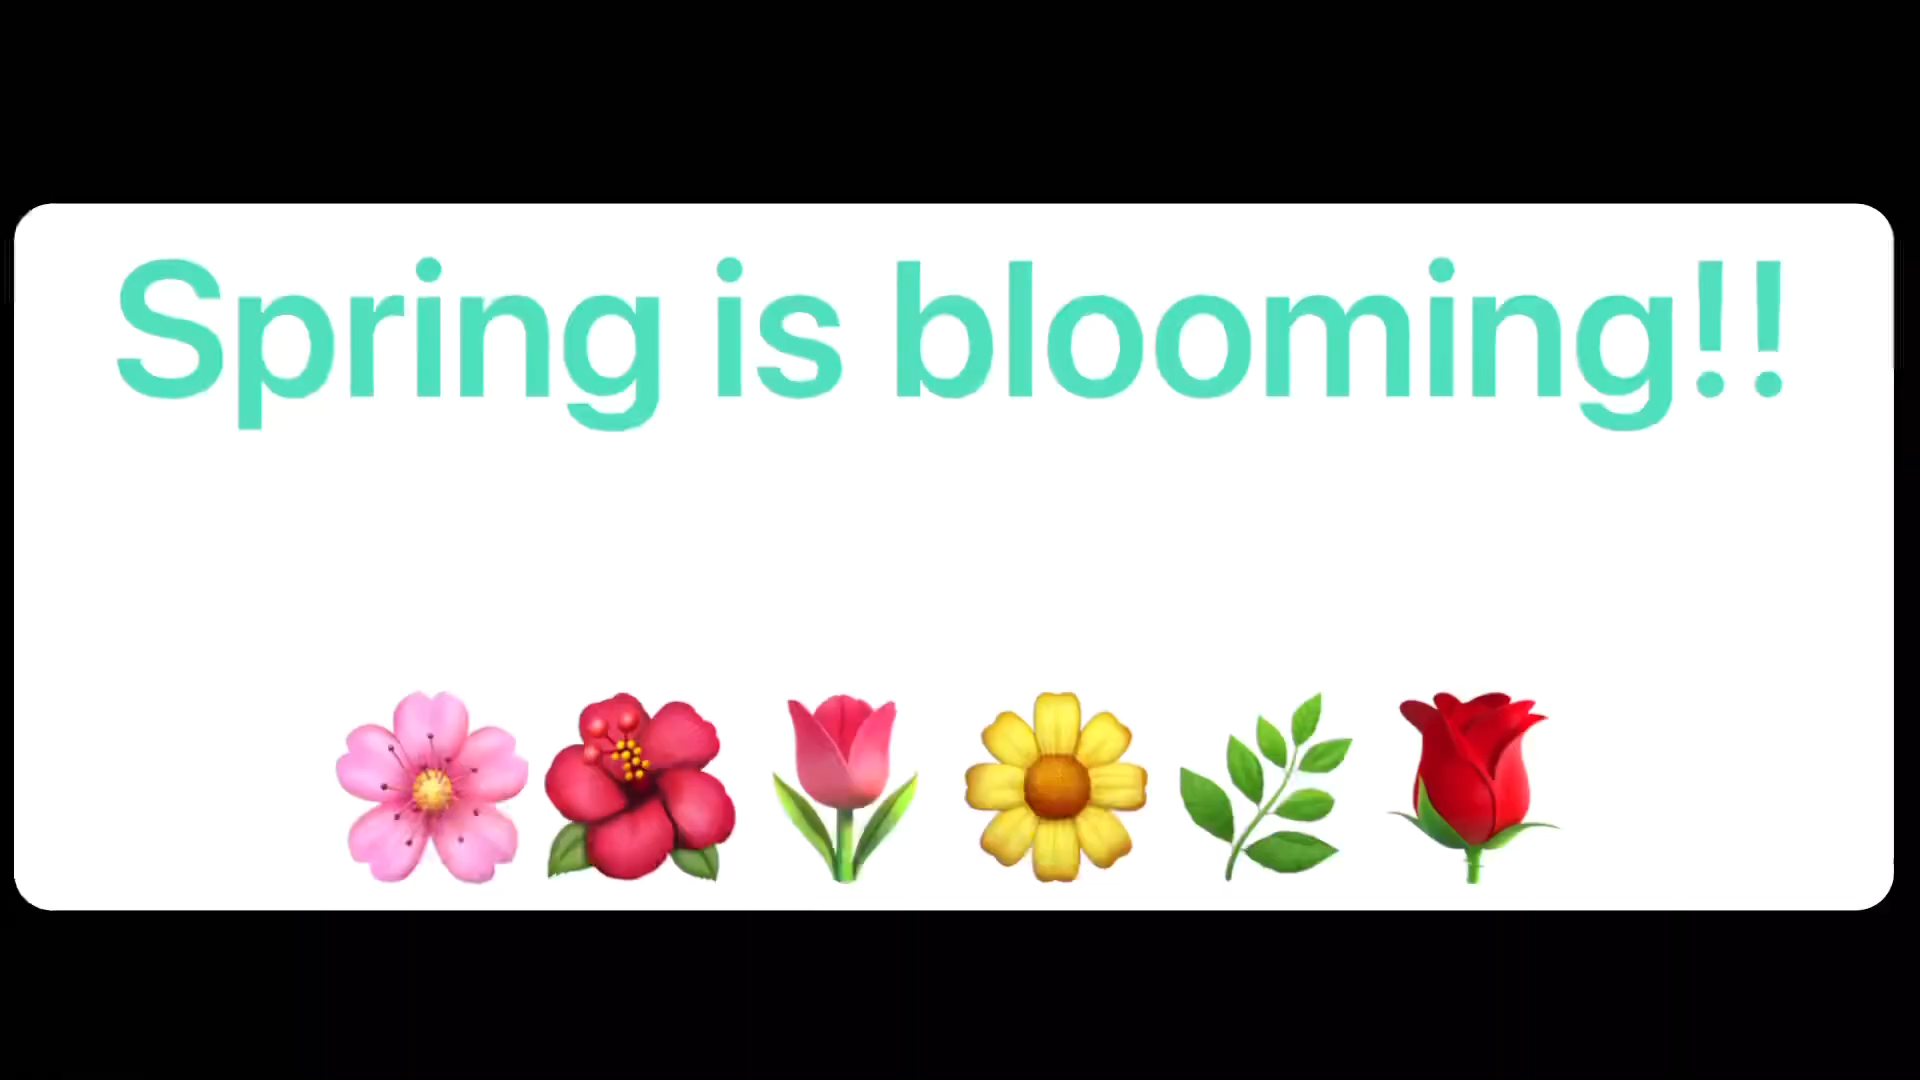 Spring is blooming!!
🌸🌺🌷🌼🌿🌹